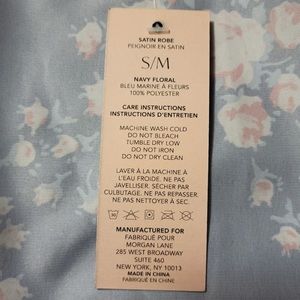 SATIN ROBE
PEIGNOIR EN SATIN
S/M
NAVY FLORAL
BLEU MARINE À FLEURS
100% POLYESTER
CARE INSTRUCTIONS
INSTRUCTIONS D'ENTRETIEN
MACHINE WASH COLD
DO NOT BLEACH
TUMBLE DRY LOW
DO NOT IRON
DO NOT DRY CLEAN
LAVER À LA MACHINE À
L'EAU FROIDE. NE PAS
JAVELLISER. SÉCHER PAR
CULBUTAGE. NE PAS REPASSER.
NE PAS NETTOYER À SEC.
MANUFACTURED FOR
FABRIQUÉ POUR
MORGAN LANE
285 WEST BROADWAY
SUITE 460
NEW YORK, NY 10013
MADE IN CHINA
FABRIQUÉ EN CHINE